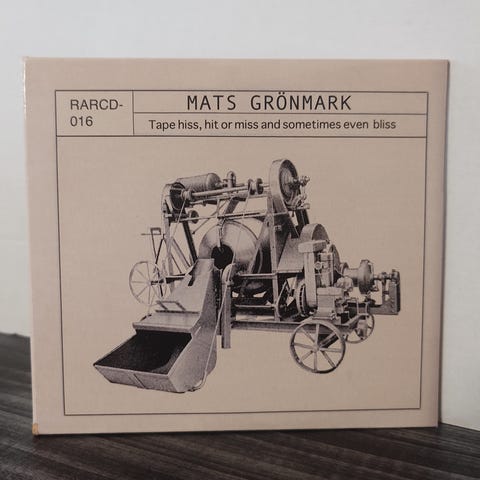 RARCD-
016
MATS GRÖNMARK
Tape hiss, hit or miss and sometimes even bliss